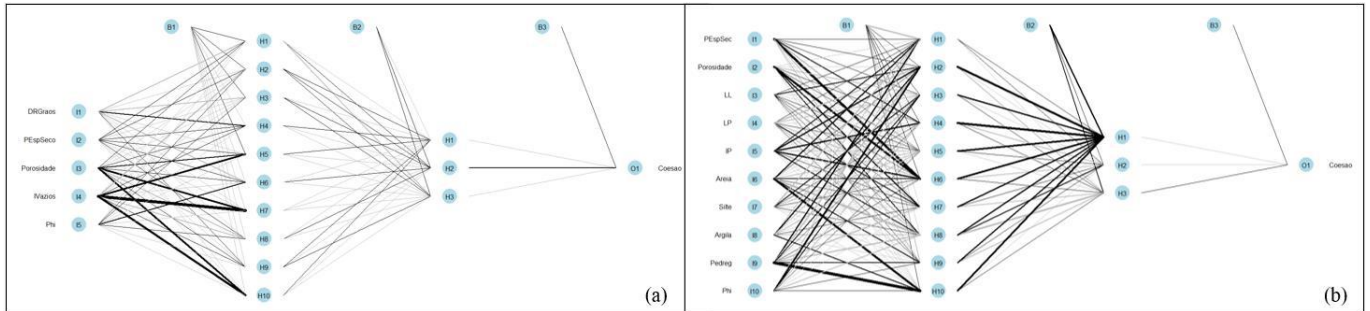 B1
B2
B3
H1
H2
H3
DRGraos I1
H4
PEspSeco I2
H5
H1
Porosidade I3
H6
H2
O1 Coesao
IVazios I4
H7
H3
Phi I5
H8
H9
H10
(a)
B1
B2
B3
PEspSec I1 H1
Porosidade I2 H2
LL I3 H3
LP I4 H4
H1
IP I5 H5
H2
O1 Coesao
Area I6 H6
H3
Silte I7 H7
Argila I8 H8
Pedreg I9 H9
Phi I10 H10
(b)